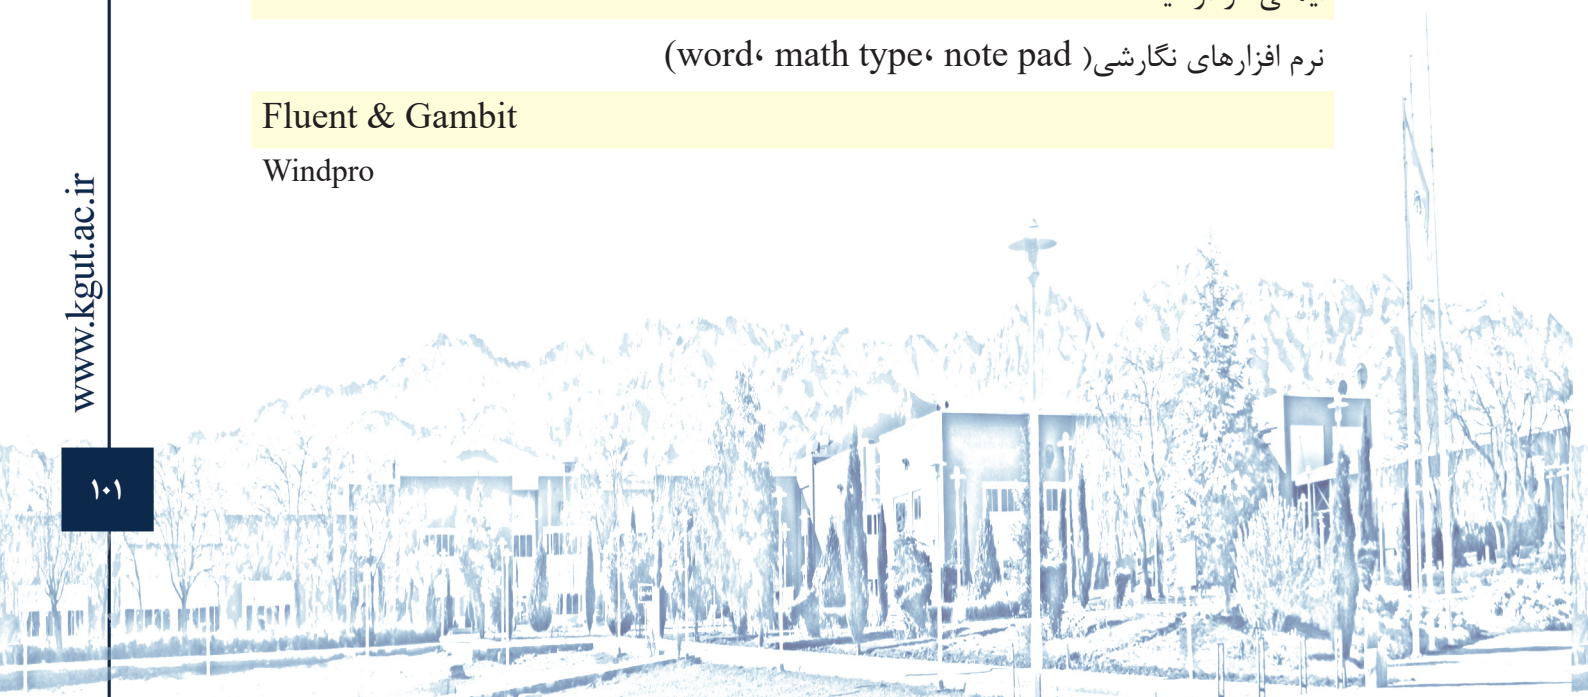 نرم افزارهای نگارشی( word، math type، note pad)
Fluent & Gambit
Windpro
www.kgut.ac.ir
۱۰۱